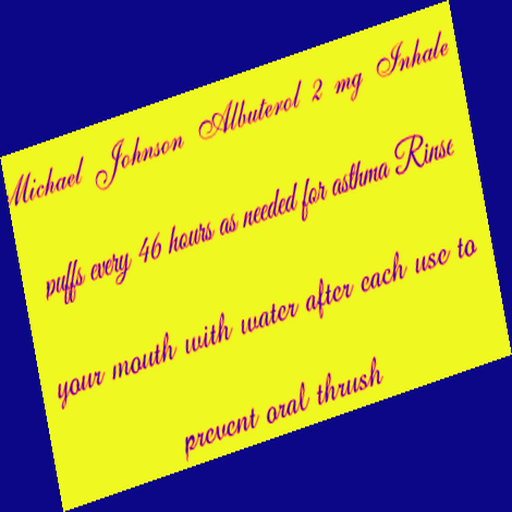 Michael Johnson Albuterol 2 mg Inhale
puffs every 46 hours as needed for asthma Rinse
your mouth with water after each use to
prevent oral thrush